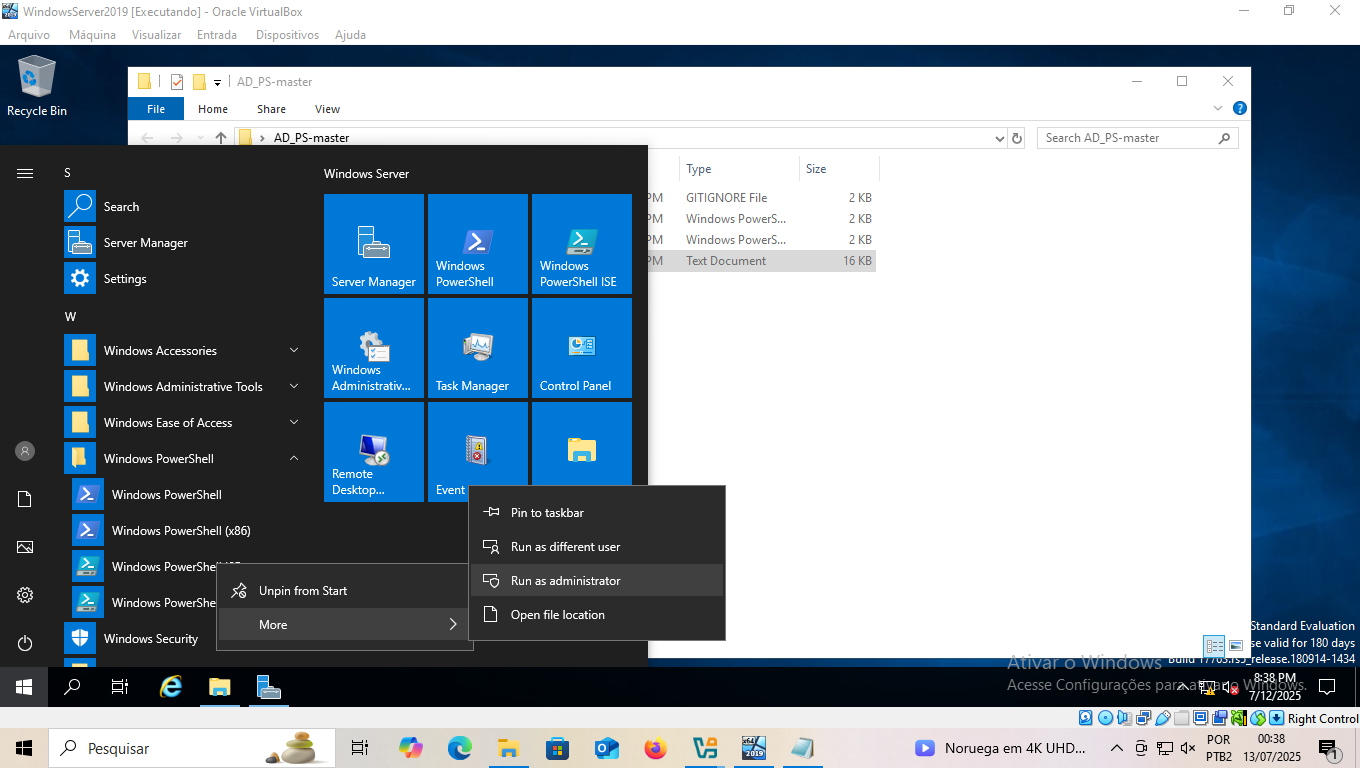 WindowsServer2019 [Executando] - Oracle VirtualBox
Arquivo Máquina Visualizar Entrada Dispositivos Ajuda
Recycle Bin
AD_PS-master
File Home Share View
AD_PS-master
Search AD_PS-master
Type Size
PM GITIGNORE File 2 KB
PM Windows PowerS... 2 KB
PM Windows PowerS... 2 KB
PM Text Document 16 KB
S
Search
Server Manager
Settings
W
Windows Accessories
Windows Administrative Tools
Windows Ease of Access
Windows PowerShell
Windows PowerShell
Windows PowerShell (x86)
Windows PowerShell
Windows PowerShe
Windows Security
Windows Server
Server Manager
Windows
PowerShell
Windows
PowerShell ISE
Windows
Administrativ...
Task Manager
Control Panel
Remote
Desktop...
Event
Unpin from Start
More
Pin to taskbar
Run as different user
Run as administrator
Open file location
Standard Evaluation
se valid for 180 days
Build 17763.rs5_release.180914-1434
Ativar o Windows
Acesse Configurações para ativar o Windows.
8:38 PM
7/12/2025
Right Control
Pesquisar
Noruega em 4K UHD...
POR
PTB2
00:38
13/07/2025
1